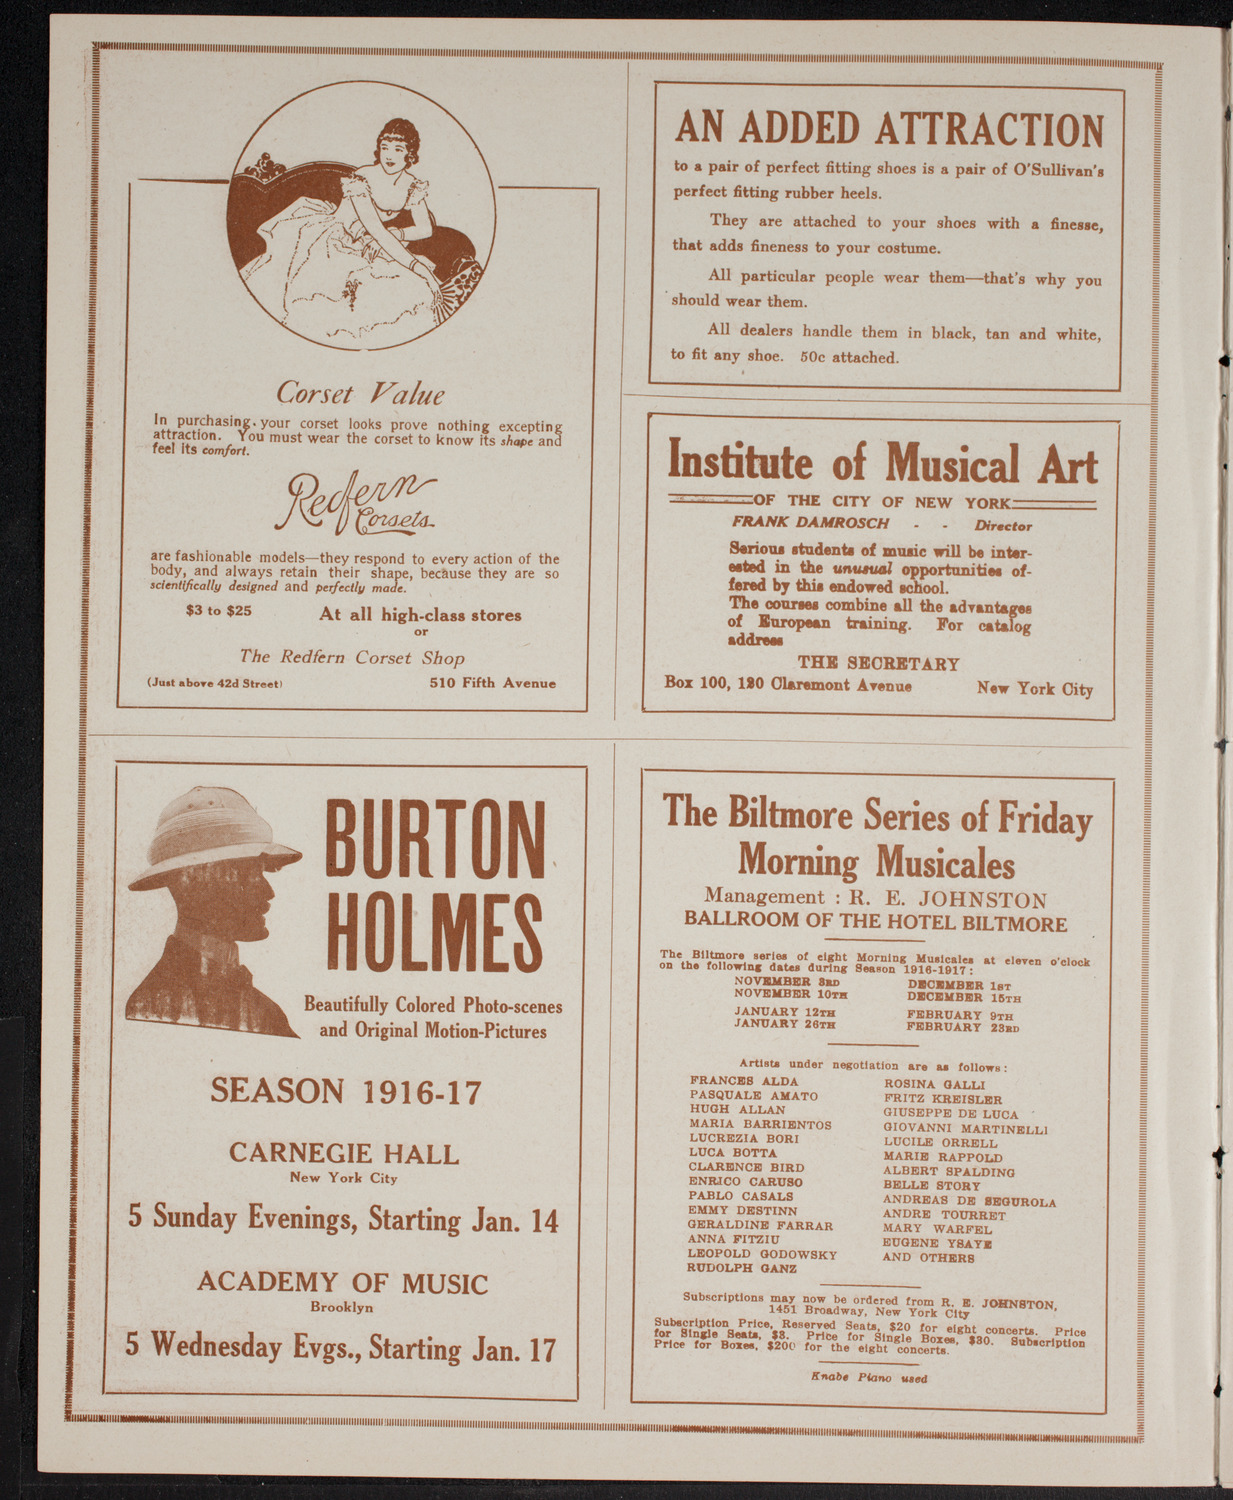 Corset Value
In purchasing your corset looks prove nothing excepting
attraction. You must wear the corset to know its shape and
feel its comfort.
Redfern
Corsets
are fashionable models—they respond to every action of the
body, and always retain their shape, because they are so
scientifically designed and perfectly made.
$3 to $25 At all high-class stores
or
The Redfern Corset Shop
(Just above 42d Street) 510 Fifth Avenue
AN ADDED ATTRACTION
to a pair of perfect fitting shoes is a pair of O'Sullivan's
perfect fitting rubber heels.
They are attached to your shoes with a finesse,
that adds fineness to your costume.
All particular people wear them—that's why you
should wear them.
All dealers handle them in black, tan and white,
to fit any shoe. 50c attached.
Institute of Musical Art
OF THE CITY OF NEW YORK
FRANK DAMROSCH - - Director
Serious students of music will be inter-
ested in the unusual opportunities of-
fered by this endowed school.
The courses combine all the advantages
of European training. For catalog
address
THE SECRETARY
Box 100, 120 Claremont Avenue New York City
BURTON
HOLMES
Beautifully Colored Photo-scenes
and Original Motion-Pictures
SEASON 1916-17
CARNEGIE HALL
New York City
5 Sunday Evenings, Starting Jan. 14
ACADEMY OF MUSIC
Brooklyn
5 Wednesday Evgs., Starting Jan. 17
The Biltmore Series of Friday
Morning Musicales
Management : R. E. JOHNSTON
BALLROOM OF THE HOTEL BILTMORE
The Biltmore series of eight Morning Musicales at eleven o'clock
on the following dates during Season 1916-1917:
NOVEMBER 3RD DECEMBER 1ST
NOVEMBER 10TH DECEMBER 15TH
JANUARY 12TH FEBRUARY 9TH
JANUARY 26TH FEBRUARY 23RD
Artists under negotiation are as follows:
FRANCES ALDA
PASQUALE AMATO
HUGH ALLAN
MARIA BARRIENTOS
LUCREZIA BORI
LUCA BOTTA
CLARENCE BIRD
ENRICO CARUSO
PABLO CASALS
EMMY DESTINN
GERALDINE FARRAR
ANNA FITZIU
LEOPOLD GODOWSKY
RUDOLPH GANZ
ROSINA GALLI
FRITZ KREISLER
GIUSEPPE DE LUCA
GIOVANNI MARTINELLI
LUCILE ORRELL
MARIE RAPPOLD
ALBERT SPALDING
BELLE STORY
ANDREAS DE SEGUROLA
ANDRE TOURRET
MARY WARFEL
EUGENE YSAYE
AND OTHERS
Subscriptions may now be ordered from R. E. JOHNSTON,
1451 Broadway, New York City
Subscription Price, Reserved Seats, $20 for eight concerts. Price
for Single Seats, $3. Price for Single Boxes, $30. Subscription
Price for Boxes, $200 for the eight concerts.
Knabe Piano used